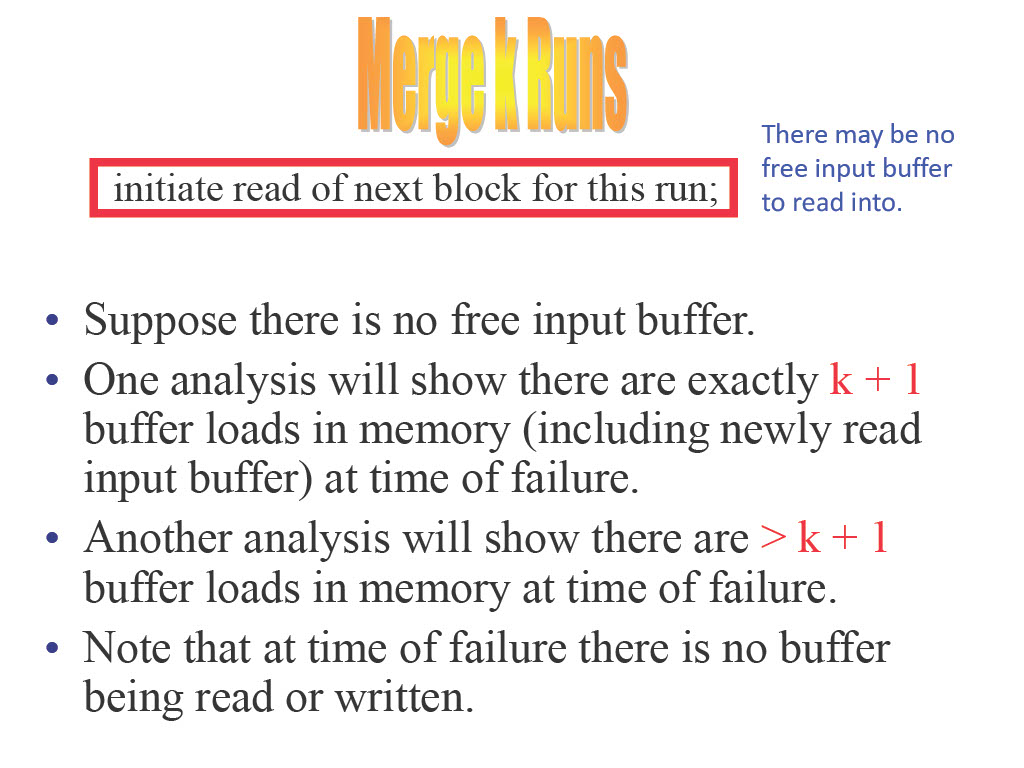 Merge k Runs
There may be no
free input buffer
to read into.
initiate read of next block for this run;
• Suppose there is no free input buffer.
• One analysis will show there are exactly k + 1
buffer loads in memory (including newly read
input buffer) at time of failure.
• Another analysis will show there are > k + 1
buffer loads in memory at time of failure.
• Note that at time of failure there is no buffer
being read or written.